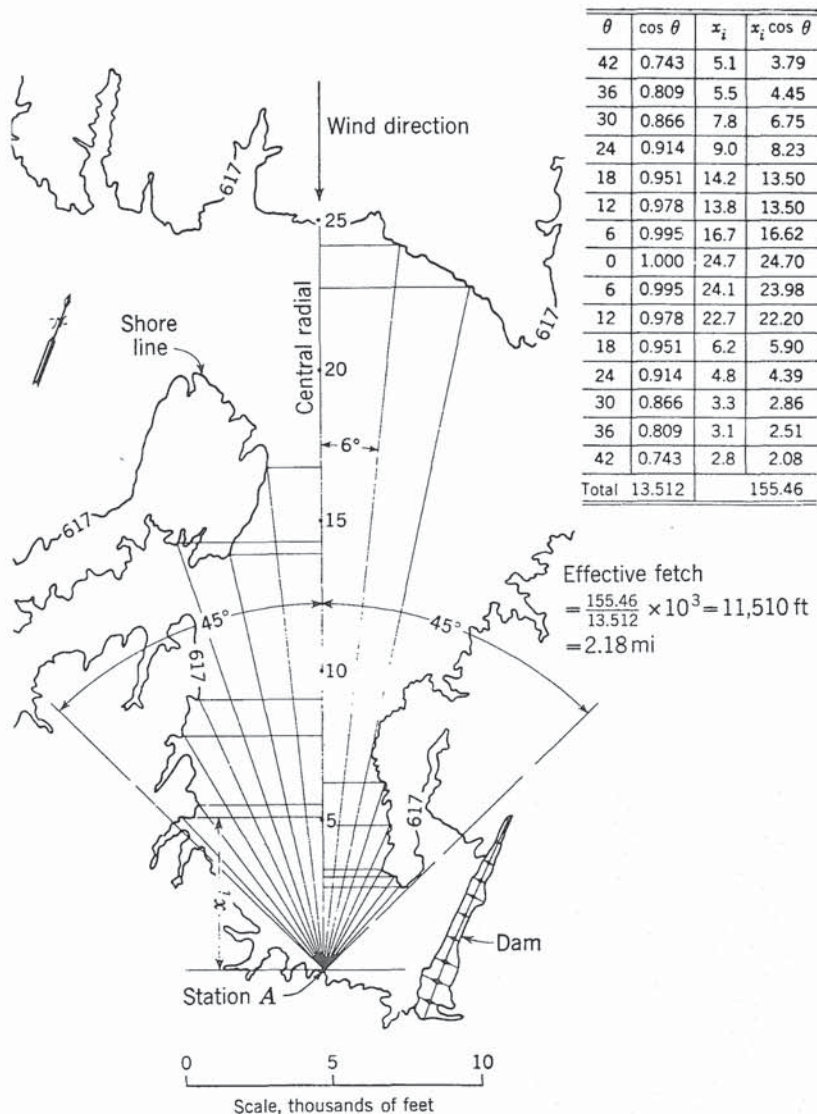 θ cos θ xᵢ xᵢ cos θ
42 0.743 5.1 3.79
36 0.809 5.5 4.45
30 0.866 7.8 6.75
24 0.914 9.0 8.23
18 0.951 14.2 13.50
12 0.978 13.8 13.50
6 0.995 16.7 16.62
0 1.000 24.7 24.70
6 0.995 24.1 23.98
12 0.978 22.7 22.20
18 0.951 6.2 5.90
24 0.914 4.8 4.39
30 0.866 3.3 2.86
36 0.809 3.1 2.51
42 0.743 2.8 2.08
Total 13.512 155.46
Wind direction
617
25
Central radial
617
Shore
line
20
6°
15
617
Effective fetch
= 155.46/13.512 × 10³ = 11,510 ft
= 2.18 mi
45°
45°
617
10
617
5
x
Dam
Station A
0 5 10
Scale, thousands of feet